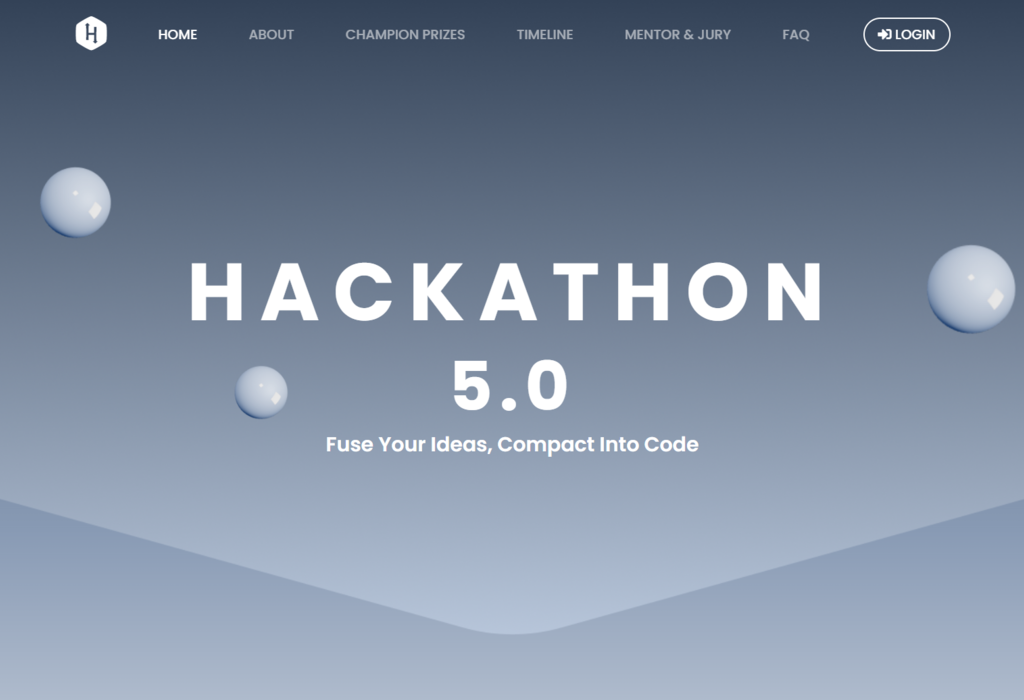 H
HOME ABOUT CHAMPION PRIZES TIMELINE MENTOR & JURY FAQ LOGIN
HACKATHON
5.0
Fuse Your Ideas, Compact Into Code